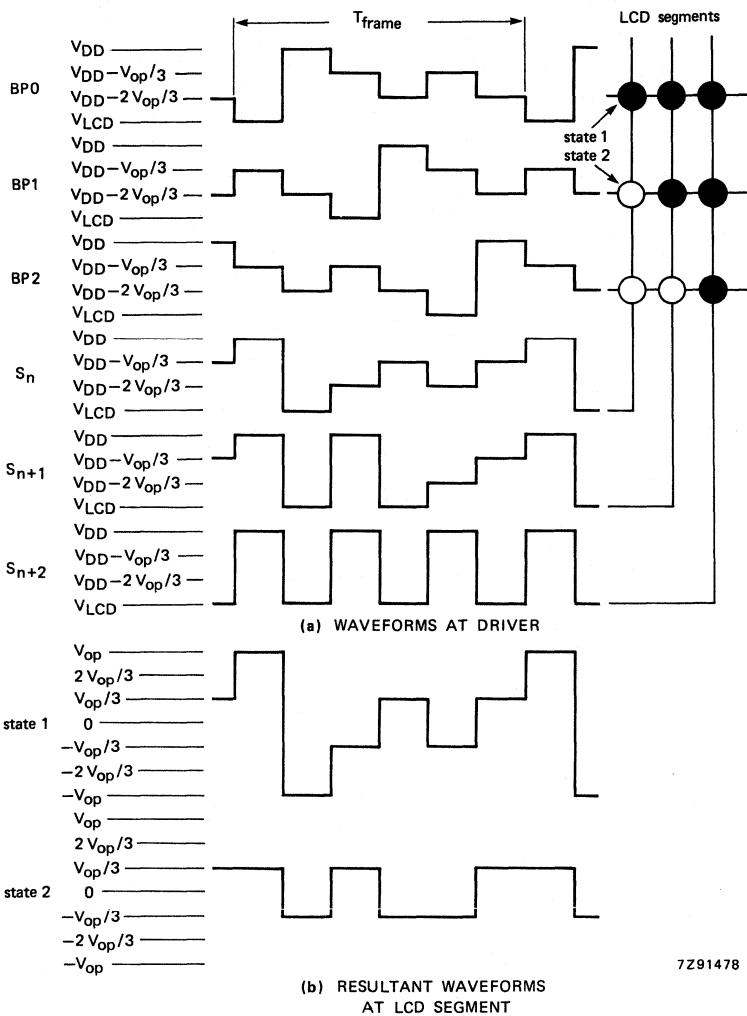 Tframe
LCD segments
BP0
VDD
VDD−Vop/3
VDD−2 Vop/3
VLCD
state 1
state 2
BP1
VDD
VDD−Vop/3
VDD−2 Vop/3
VLCD
BP2
VDD
VDD−Vop/3
VDD−2 Vop/3
VLCD
Sn
VDD
VDD−Vop/3
VDD−2 Vop/3
VLCD
Sn+1
VDD
VDD−Vop/3
VDD−2 Vop/3
VLCD
Sn+2
VDD
VDD−Vop/3
VDD−2 Vop/3
VLCD
(a) WAVEFORMS AT DRIVER
state 1
Vop
2 Vop/3
Vop/3
0
−Vop/3
−2 Vop/3
−Vop
state 2
Vop
2 Vop/3
Vop/3
0
−Vop/3
−2 Vop/3
−Vop
7Z91478
(b) RESULTANT WAVEFORMS
AT LCD SEGMENT